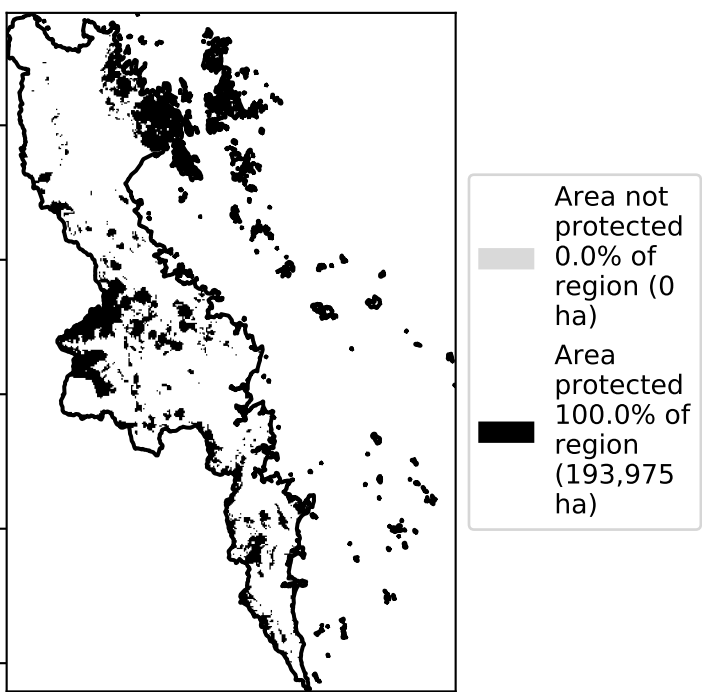 Area not
protected
0.0% of
region (0
ha)
Area
protected
100.0% of
region
(193,975
ha)